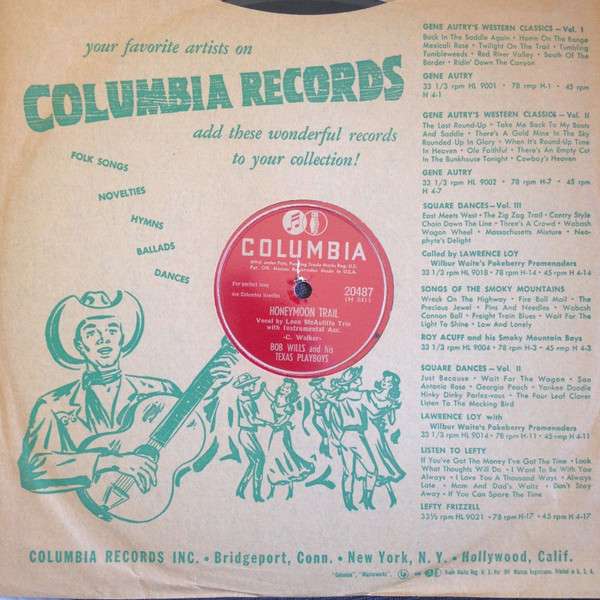 your favorite artists on
COLUMBIA RECORDS
add these wonderful records
to your collection!
FOLK SONGS
NOVELTIES
HYMNS
BALLADS
DANCES
COLUMBIA
20487
HONEYMOON TRAIL
Vocal by Leon McAuliffe Trio
with Instrumental Acc.
-C. Walker-
BOB WILLS and his
TEXAS PLAYBOYS
For perfect tone
use Columbia Needles
GENE AUTRY'S WESTERN CLASSICS—Vol. I
Back In The Saddle Again • Home On The Range
Mexicali Rose • Twilight On The Trail • Tumbling
Tumbleweeds • Red River Valley • South Of The
Border • Ridin' Down The Canyon
GENE AUTRY
33 1/3 rpm HL 9001 • 78 rmp H-1 • 45 rpm
H 4-1
GENE AUTRY'S WESTERN CLASSICS—Vol. II
The Last Round-Up • Take Me Back To My Boots
And Saddle • There's A Gold Mine In The Sky
Rounded Up In Glory • When It's Round-Up Time
In Heaven • Ole Faithful • There's An Empty Cot
In The Bunkhouse Tonight • Cowboy's Heaven
GENE AUTRY
33 1/3 rpm HL 9002 • 78 rpm H-7 • 45 rpm
H 4-7
SQUARE DANCES—Vol. III
East Meets West • The Zig Zag Trail • Contry Style
Chain Down The Line • Three's A Crowd • Wabash
Wagon Wheel • Massachusetts Mixture • Neo-
phyte's Delight
Called by LAWRENCE LOY
Wilbur Waite's Pokeberry Promenaders
33 1/3 rpm HL 9018 • 78 rpm H-14 • 45 rpm H 4-14
SONGS OF THE SMOKY MOUNTAINS
Wreck On The Highway • Fire Ball Mail • The
Precious Jewel • Pins And Needles • Wabash
Cannon Ball • Freight Train Blues • Wait For The
Light To Shine • Low And Lonely
ROY ACUFF and his Smoky Mountain Boys
33 1/3 rpm HL 9004 • 78 rpm H-3 • 45 rmp H 4-3
SQUARE DANCES—Vol. II
Just Because • Wait For The Wagon • San
Antonio Rose • Georgia Peach • Yankee Doodle
Hinky Dinky Parlez-vous • The Four Leaf Clover
Listen To The Mocking Bird
LAWRENCE LOY with
Wilbur Waite's Pokeberry Promenaders
33 1/3 rpm HL 9014 • 78 rpm H-11 • 45 rpm H 4-11
LISTEN TO LEFTY
If You've Got The Money I've Got The Time • Look
What Thoughts Will Do • I Want To Be With You
Always • I Love You A Thousand Ways • Always
Late • Mom And Dad's Waltz • Don't Stay
Away • If You Can Spare The Time
LEFTY FRIZZELL
33⅓ rpm HL 9021 • 78 rpm H-17 • 45 rpm H 4-17
COLUMBIA RECORDS INC. • Bridgeport, Conn. • New York, N. Y. • Hollywood, Calif.
"Columbia", "Masterworks",